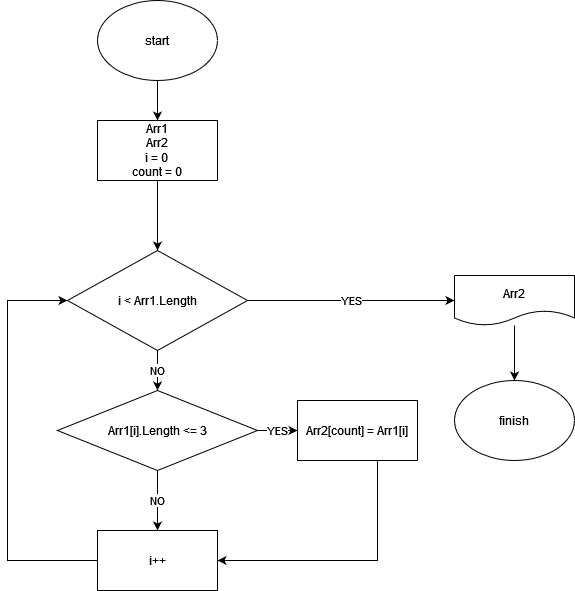 start
Arr1
Arr2
i = 0
count = 0
i < Arr1.Length
YES
Arr2
NO
Arr1[i].Length <= 3
YES
Arr2[count] = Arr1[i]
finish
NO
i++